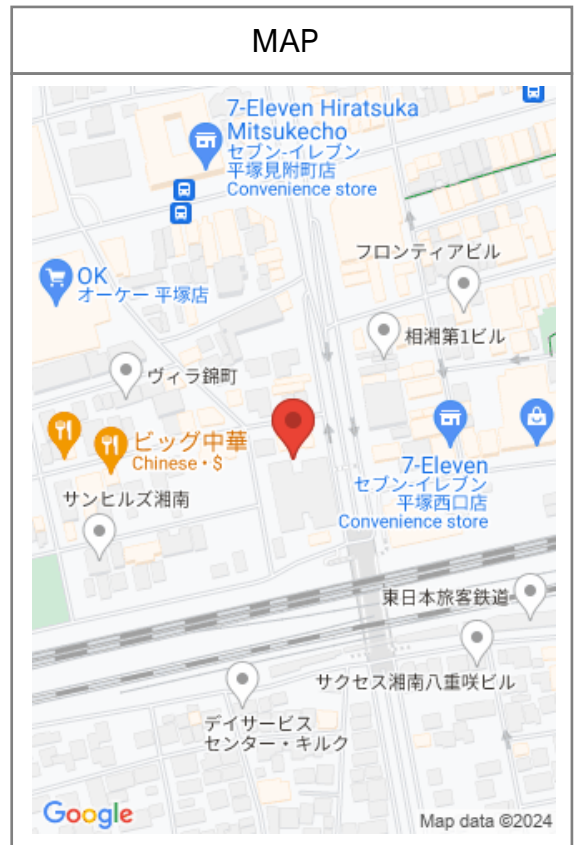 MAP
7-Eleven Hiratsuka
Mitsukecho
セブン-イレブン
平塚見附町店
Convenience store
フロンティアビル
OK
オーケー 平塚店
相湘第1ビル
ヴィラ錦町
ビッグ中華
Chinese・$
7-Eleven
セブン-イレブン
平塚西口店
Convenience store
サンヒルズ湘南
東日本旅客鉄道
サクセス湘南八重咲ビル
デイサービス
センター・キルク
Google
Map data ©2024